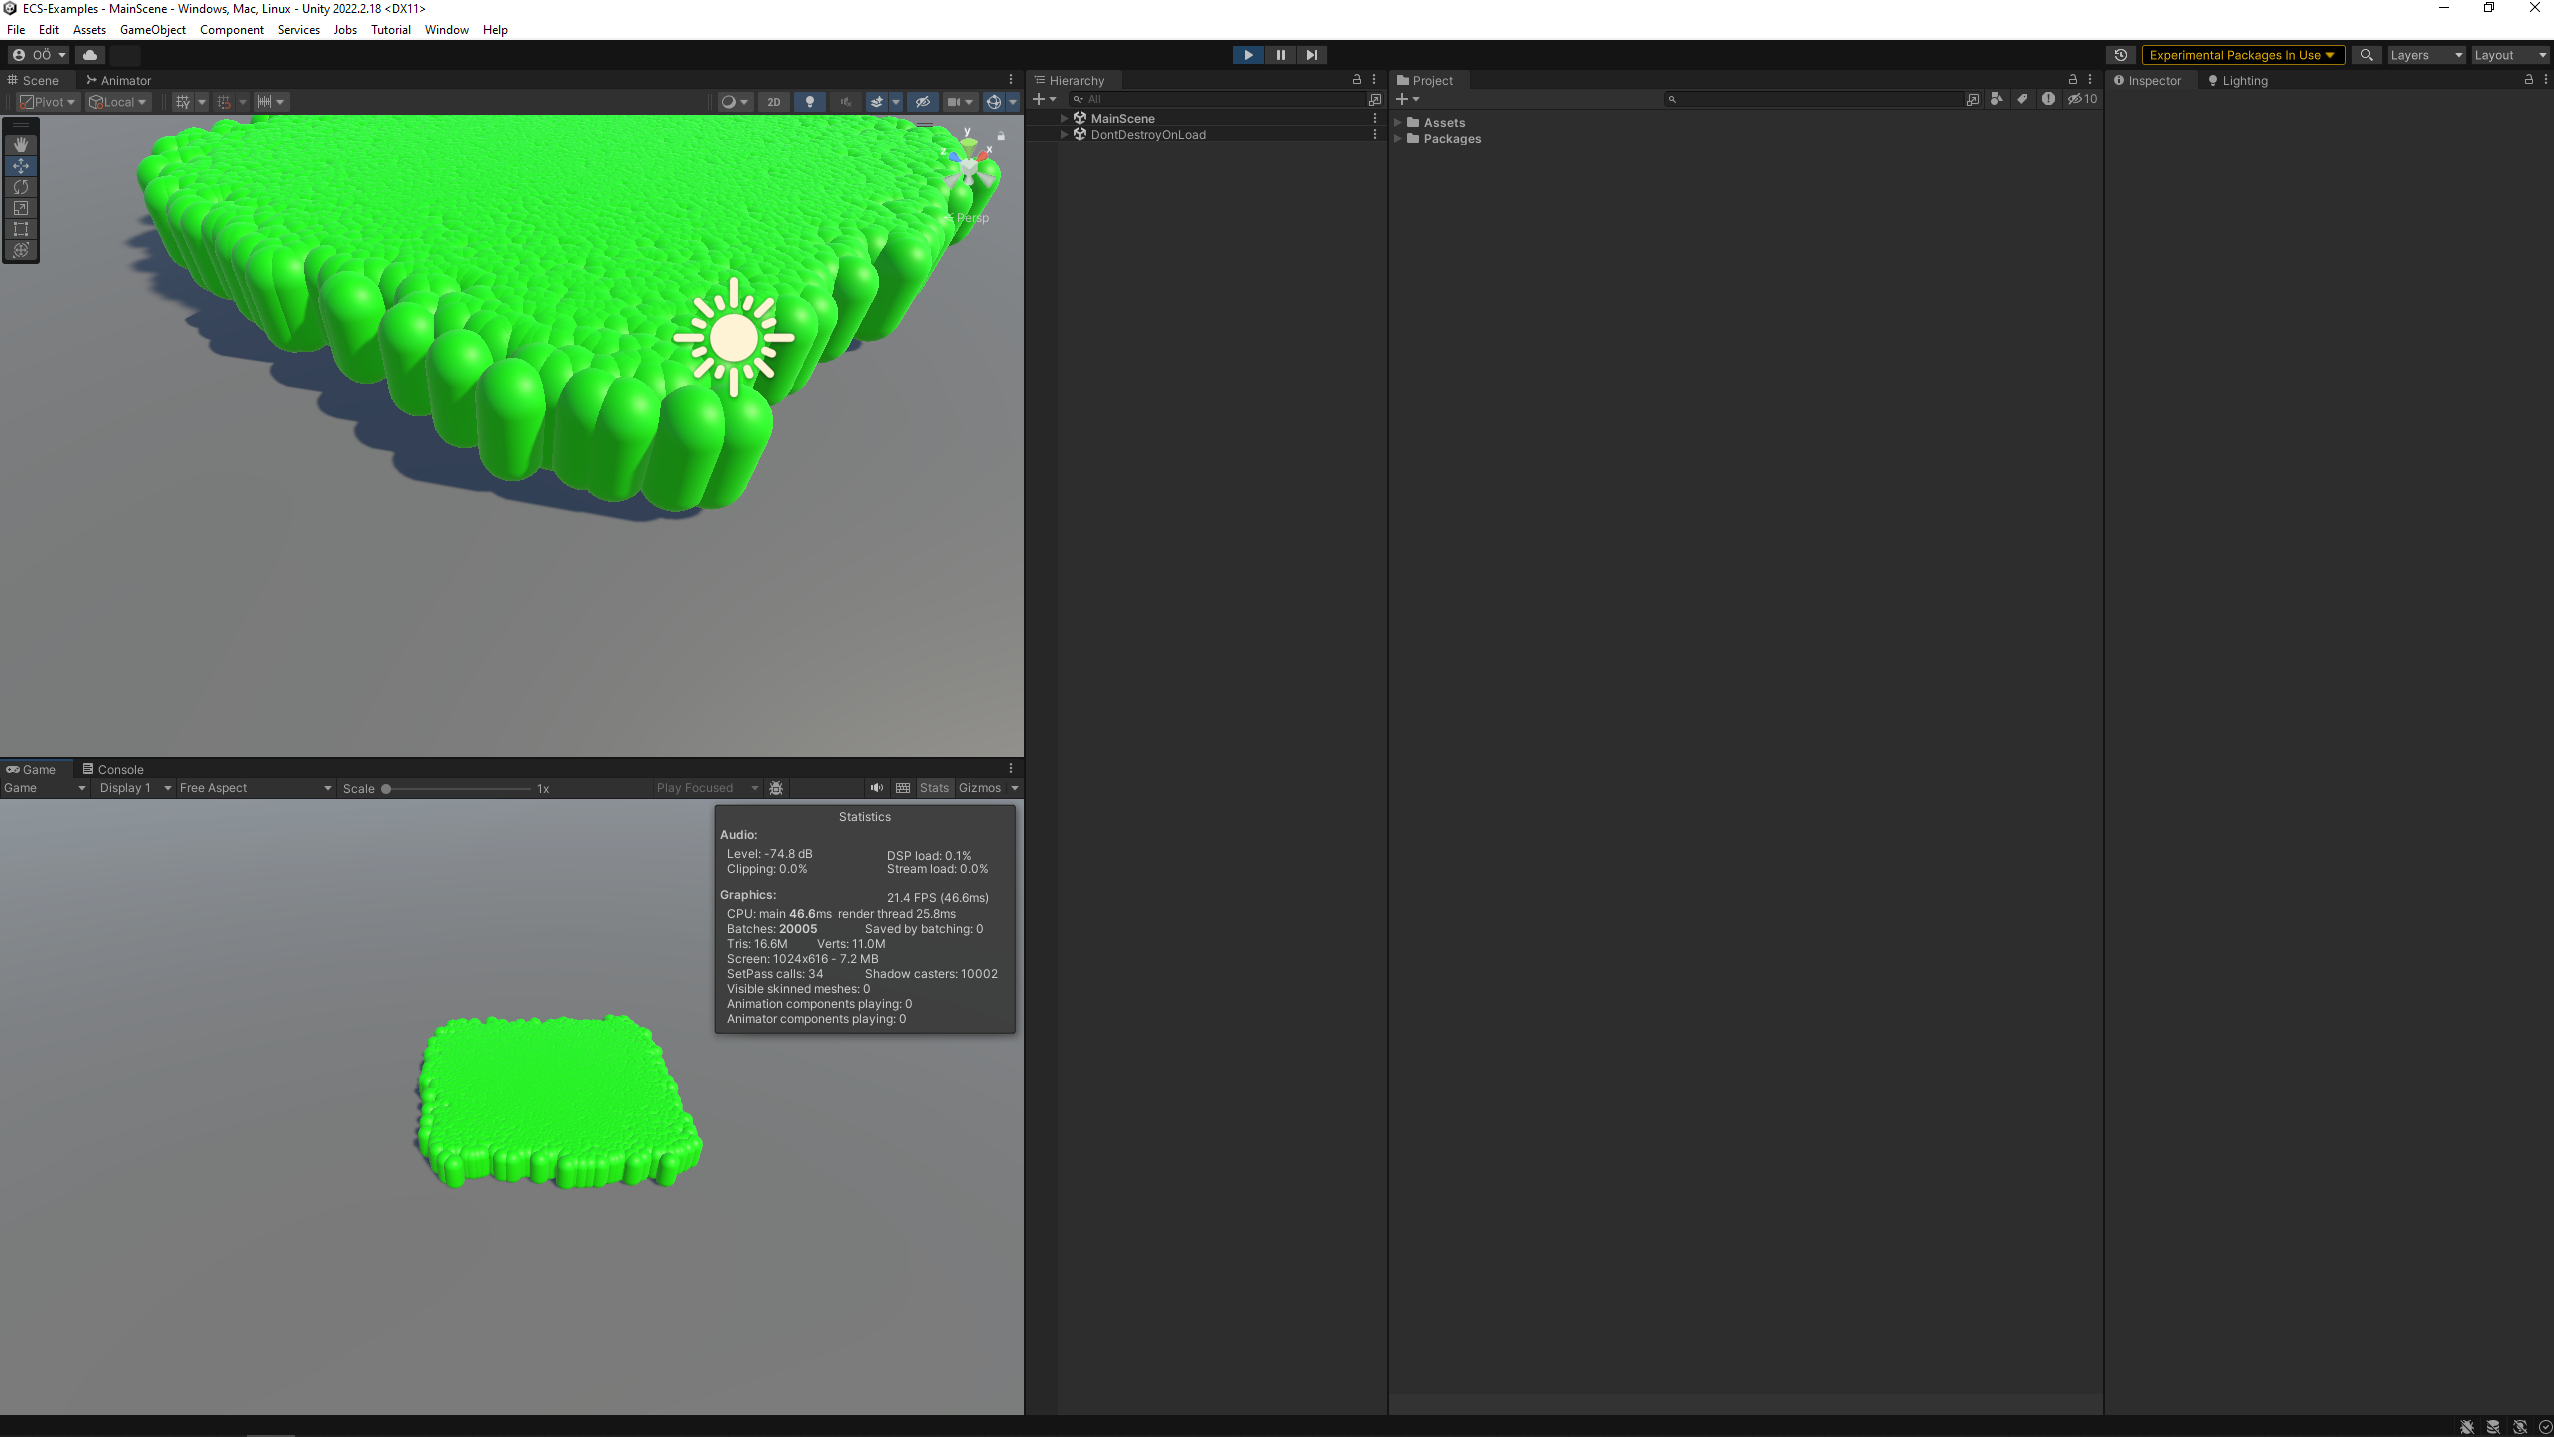 ECS-Examples - MainScene - Windows, Mac, Linux - Unity 2022.2.18 <DX11>
File Edit Assets GameObject Component Services Jobs Tutorial Window Help
OÖ
Experimental Packages In Use
Layers
Layout
Scene
Animator
Pivot
Local
2D
y
x
z
Persp
Hierarchy
All
MainScene
DontDestroyOnLoad
Project
10
Assets
Packages
Inspector
Lighting
Game
Console
Game
Display 1
Free Aspect
Scale
1x
Play Focused
Stats
Gizmos
Statistics
Audio:
Level: -74.8 dB
DSP load: 0.1%
Clipping: 0.0%
Stream load: 0.0%
Graphics:
21.4 FPS (46.6ms)
CPU: main 46.6ms render thread 25.8ms
Batches: 20005
Saved by batching: 0
Tris: 16.6M
Verts: 11.0M
Screen: 1024x616 - 7.2 MB
SetPass calls: 34
Shadow casters: 10002
Visible skinned meshes: 0
Animation components playing: 0
Animator components playing: 0